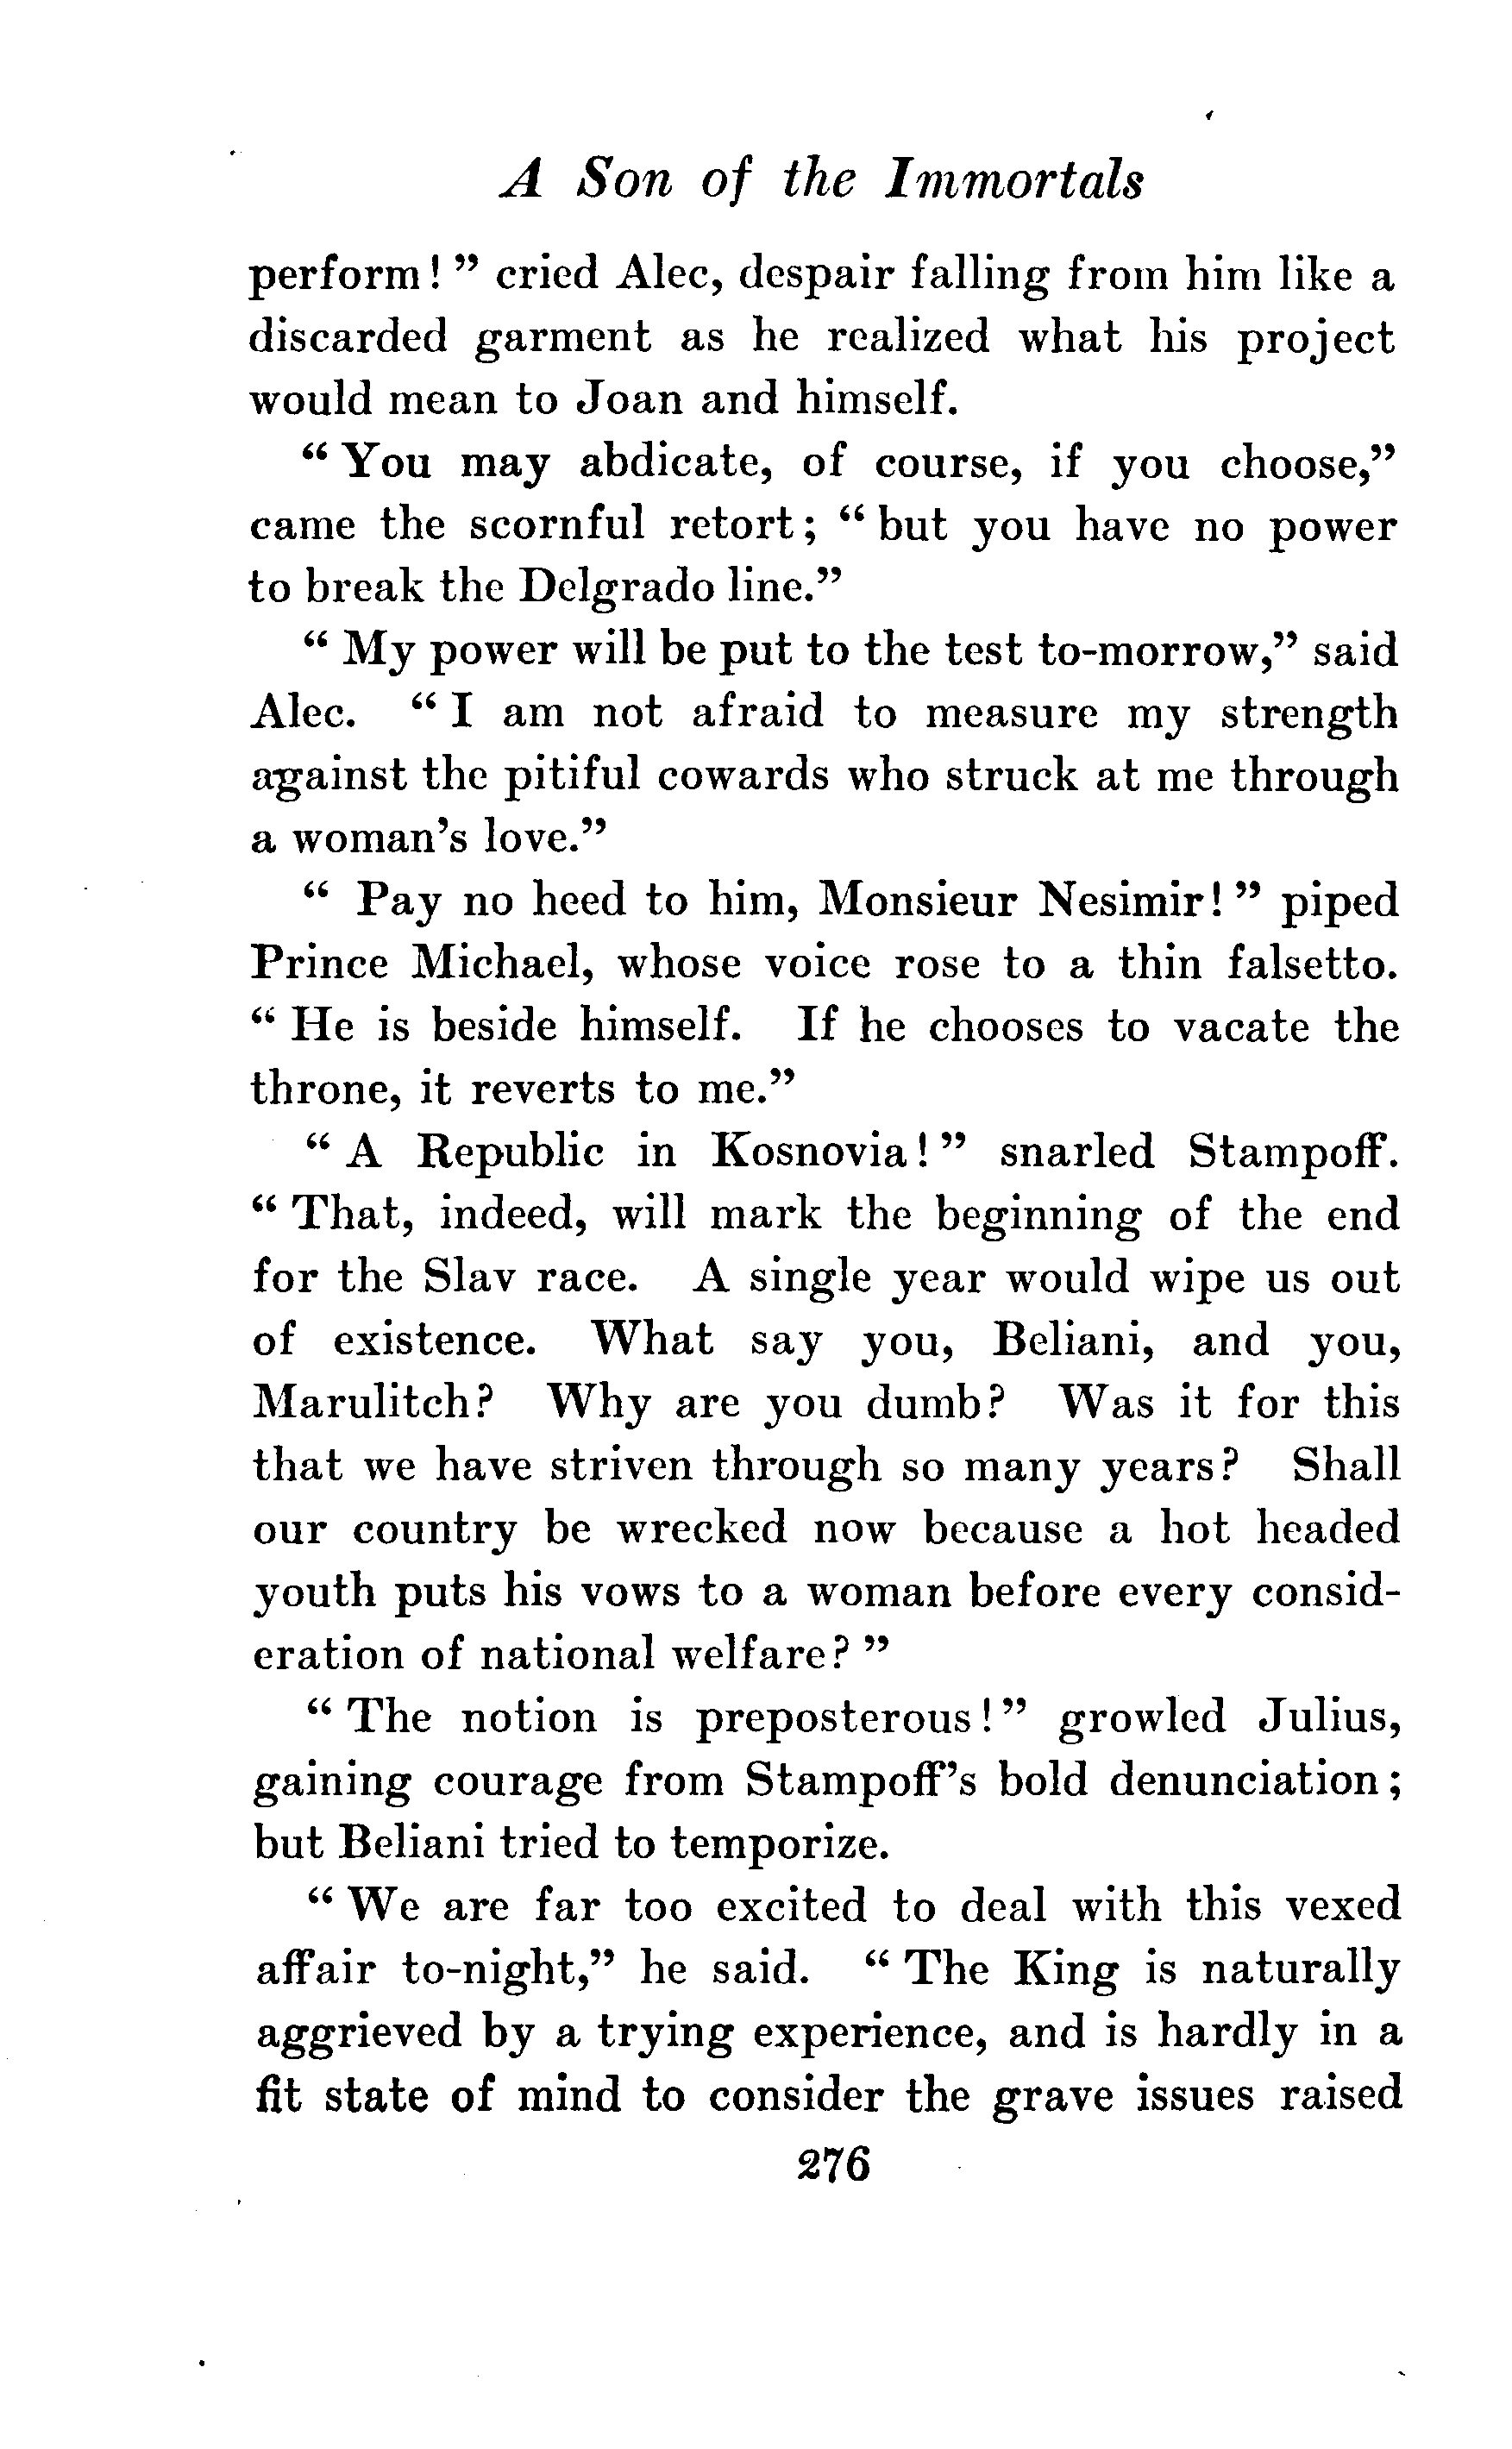 A Son of the Immortals
perform!" cried Alec, despair falling from him like a
discarded garment as he realized what his project
would mean to Joan and himself.
"You may abdicate, of course, if you choose,"
came the scornful retort; "but you have no power
to break the Delgrado line."
"My power will be put to the test to-morrow," said
Alec. "I am not afraid to measure my strength
against the pitiful cowards who struck at me through
a woman's love."
"Pay no heed to him, Monsieur Nesimir!" piped
Prince Michael, whose voice rose to a thin falsetto.
"He is beside himself. If he chooses to vacate the
throne, it reverts to me."
"A Republic in Kosnovia!" snarled Stampoff.
"That, indeed, will mark the beginning of the end
for the Slav race. A single year would wipe us out
of existence. What say you, Beliani, and you,
Marulitch? Why are you dumb? Was it for this
that we have striven through so many years? Shall
our country be wrecked now because a hot headed
youth puts his vows to a woman before every consid-
eration of national welfare?"
"The notion is preposterous!" growled Julius,
gaining courage from Stampoff's bold denunciation;
but Beliani tried to temporize.
"We are far too excited to deal with this vexed
affair to-night," he said. "The King is naturally
aggrieved by a trying experience, and is hardly in a
fit state of mind to consider the grave issues raised
276